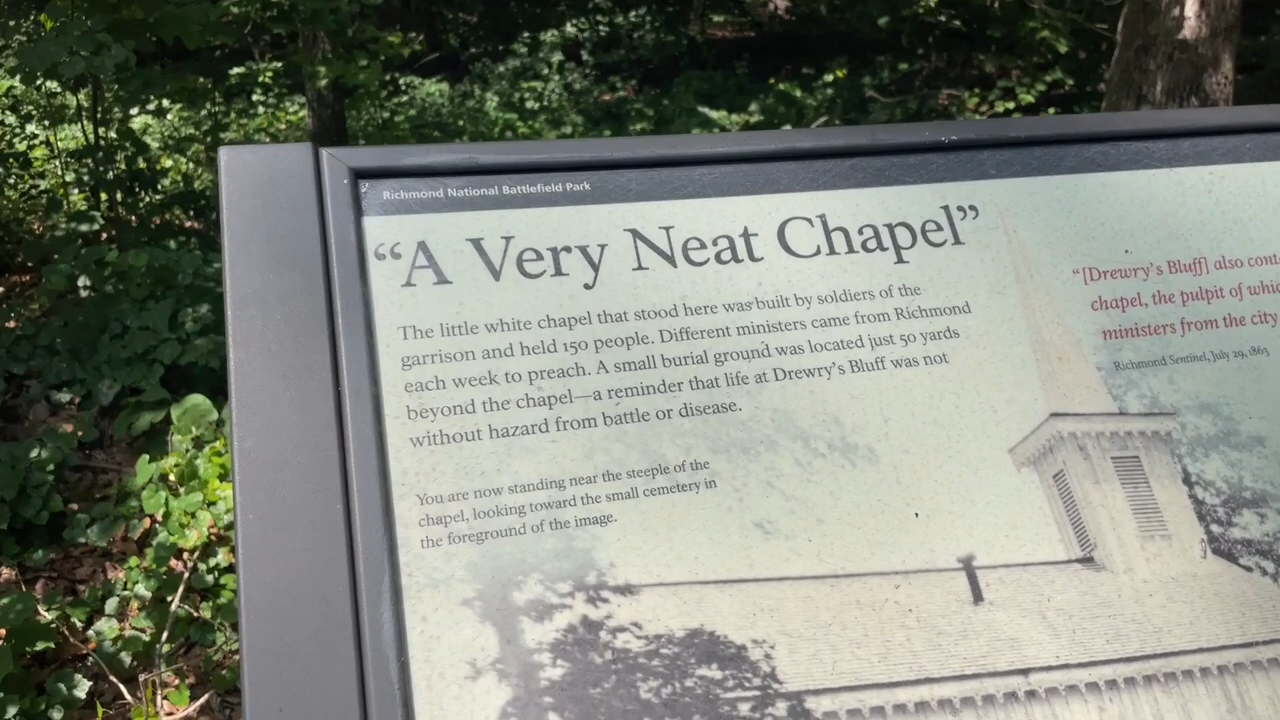 Richmond National Battlefield Park
“A Very Neat Chapel”
The little white chapel that stood here was built by soldiers of the
garrison and held 150 people. Different ministers came from Richmond
each week to preach. A small burial ground was located just 50 yards
beyond the chapel—a reminder that life at Drewry’s Bluff was not
without hazard from battle or disease.
You are now standing near the steeple of the
chapel, looking toward the small cemetery in
the foreground of the image.
“[Drewry’s Bluff] also
chapel, the pulpit of
ministers from the city
Richmond Sentinel, July 29, 1863